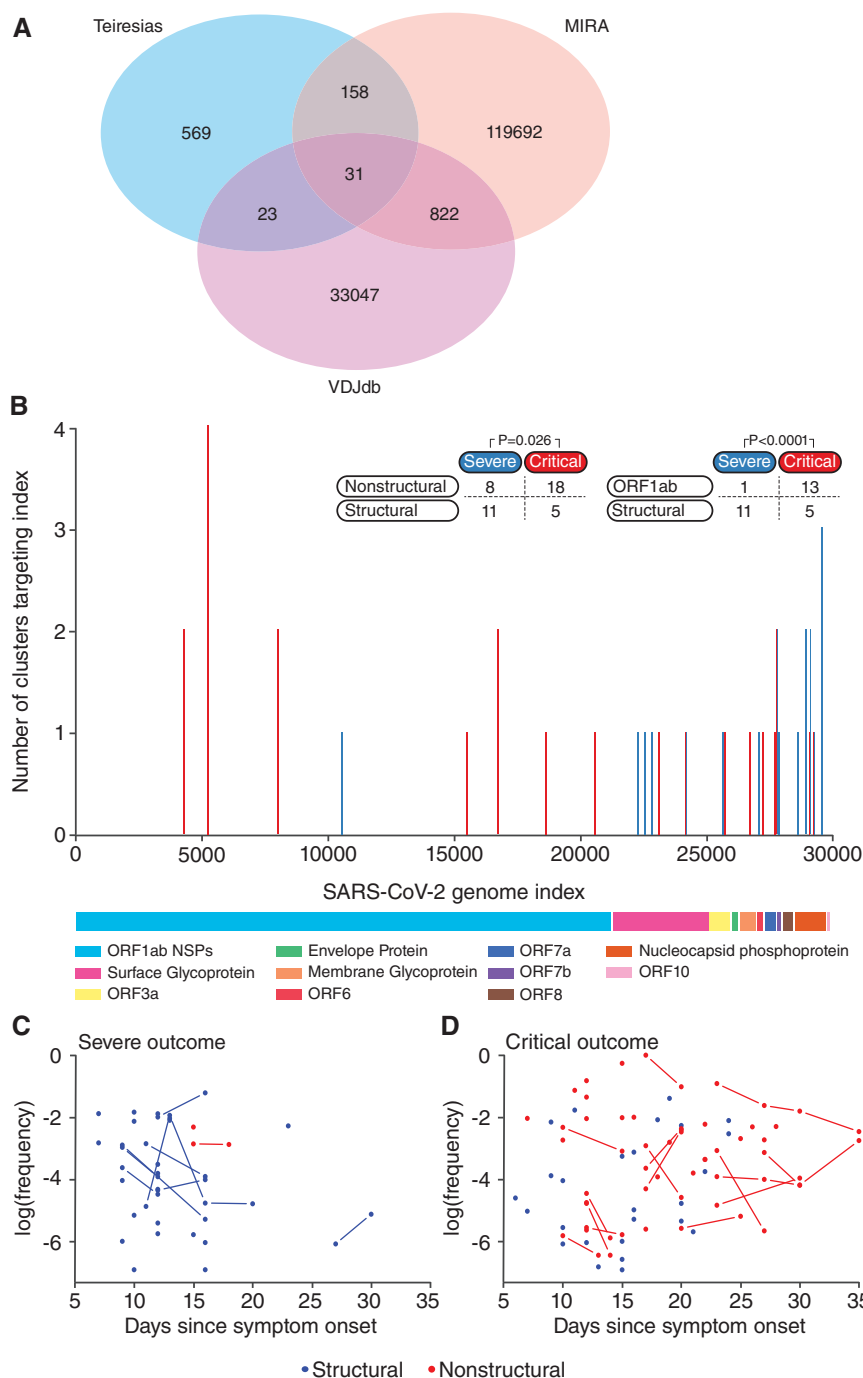 A
Teiresias
MIRA
158
569
119692
31
23
822
33047
VDJdb
B
Number of clusters targeting index
4
3
2
1
0
P=0.026
Severe Critical
Nonstructural 8 18
Structural 11 5
P<0.0001
Severe Critical
ORF1ab 1 13
Structural 11 5
0 5000 10000 15000 20000 25000 30000
SARS-CoV-2 genome index
ORF1ab NSPs
Surface Glycoprotein
ORF3a
Envelope Protein
Membrane Glycoprotein
ORF6
ORF7a
ORF7b
ORF8
Nucleocapsid phosphoprotein
ORF10
C
Severe outcome
log(frequency)
0
-2
-4
-6
5 10 15 20 25 30 35
Days since symptom onset
D
Critical outcome
log(frequency)
0
-2
-4
-6
5 10 15 20 25 30 35
Days since symptom onset
Structural Nonstructural